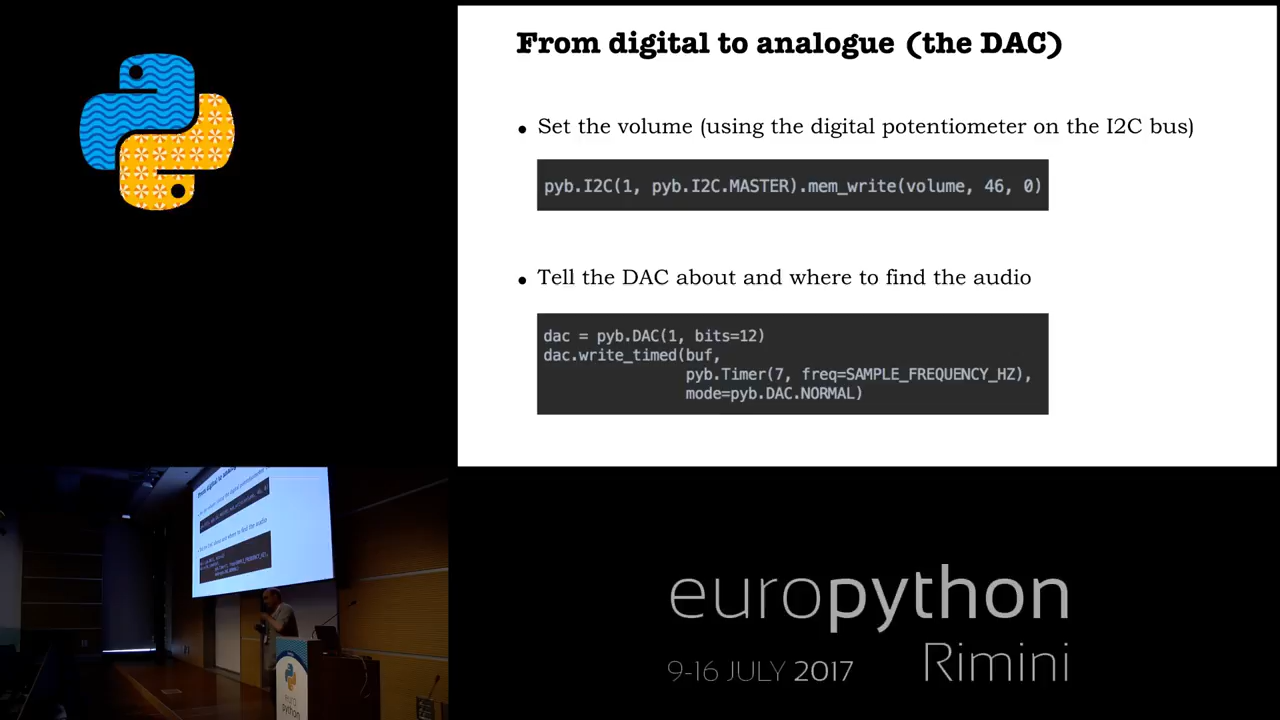 From digital to analogue (the DAC)
• Set the volume (using the digital potentiometer on the I2C bus)
pyb.I2C(1, pyb.I2C.MASTER).mem_write(volume, 46, 0)
• Tell the DAC about and where to find the audio
dac = pyb.DAC(1, bits=12)
dac.write_timed(buf,
pyb.Timer(7, freq=SAMPLE_FREQUENCY_HZ),
mode=pyb.DAC.NORMAL)
europython
9-16 JULY 2017 Rimini